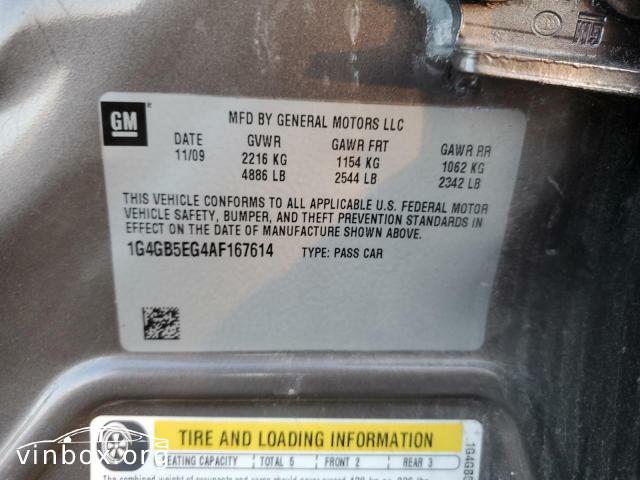 GM
MFD BY GENERAL MOTORS LLC
DATE GVWR GAWR FRT GAWR RR
11/09 2216 KG 1154 KG 1062 KG
4886 LB 2544 LB 2342 LB
THIS VEHICLE CONFORMS TO ALL APPLICABLE U.S. FEDERAL MOTOR
VEHICLE SAFETY, BUMPER, AND THEFT PREVENTION STANDARDS
IN EFFECT ON THE DATE OF MANUFACTURE SHOWN ABOVE.
1G4GB5EG4AF167614 TYPE: PASS CAR
TIRE AND LOADING INFORMATION
SEATING CAPACITY TOTAL 5 FRONT 2 REAR 3
1G4GB5
vinbox.org